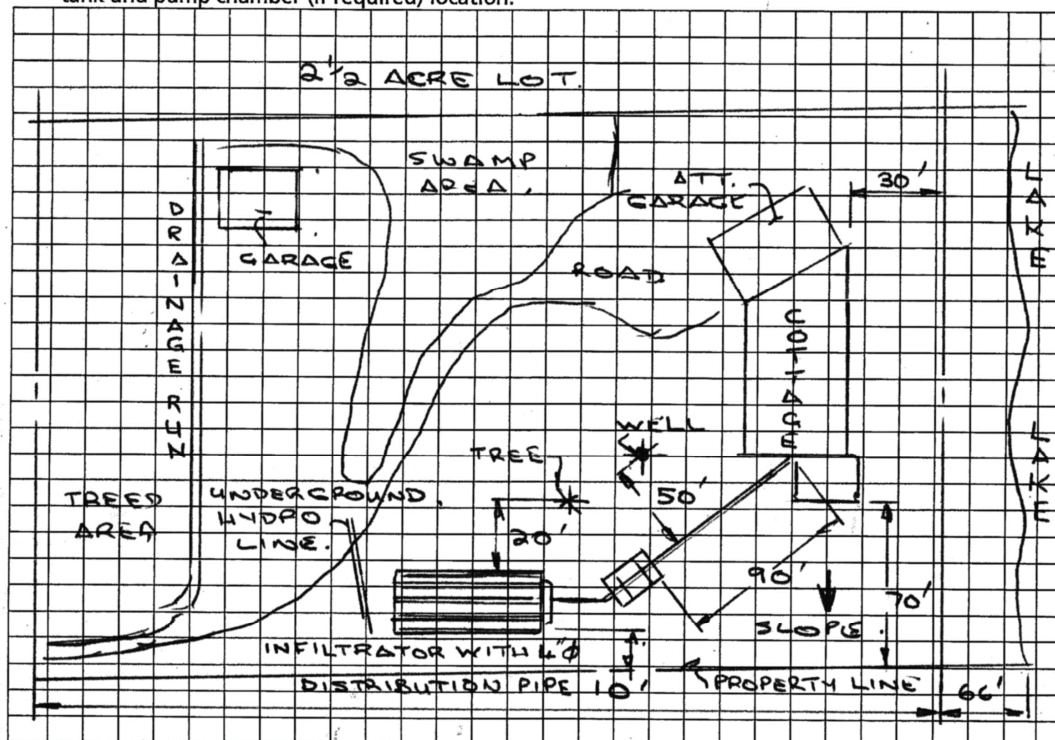 tank and pump chamber (if required) location.
2 1/2 ACRE LOT.
SWAMP
AREA.
ATT.
GARAGE
30'
LAKE
DRAINAGE RUN
GARAGE
ROAD
COTTAGE
WELL
TREE
LAKE
50'
TREED
AREA
UNDERGROUND
HYDRO
LINE.
20'
90'
70'
SLOPE
INFILTRATOR WITH 4"Φ
DISTRIBUTION PIPE
10'
PROPERTY LINE
66'